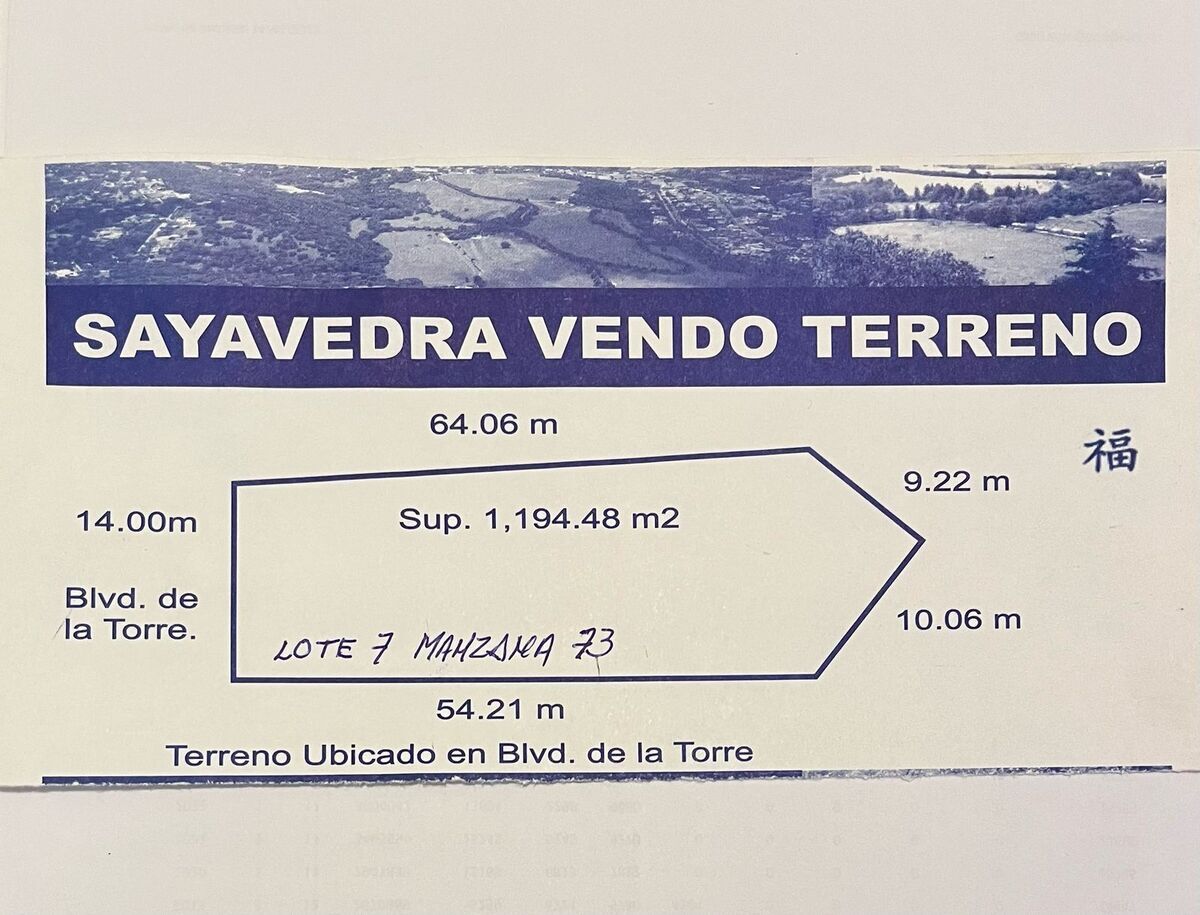 SAYAVEDRA VENDO TERRENO
64.06 m
福
9.22 m
14.00m
Sup. 1,194.48 m2
Blvd. de
la Torre.
10.06 m
LOTE 7 MANZANA 73
54.21 m
Terreno Ubicado en Blvd. de la Torre